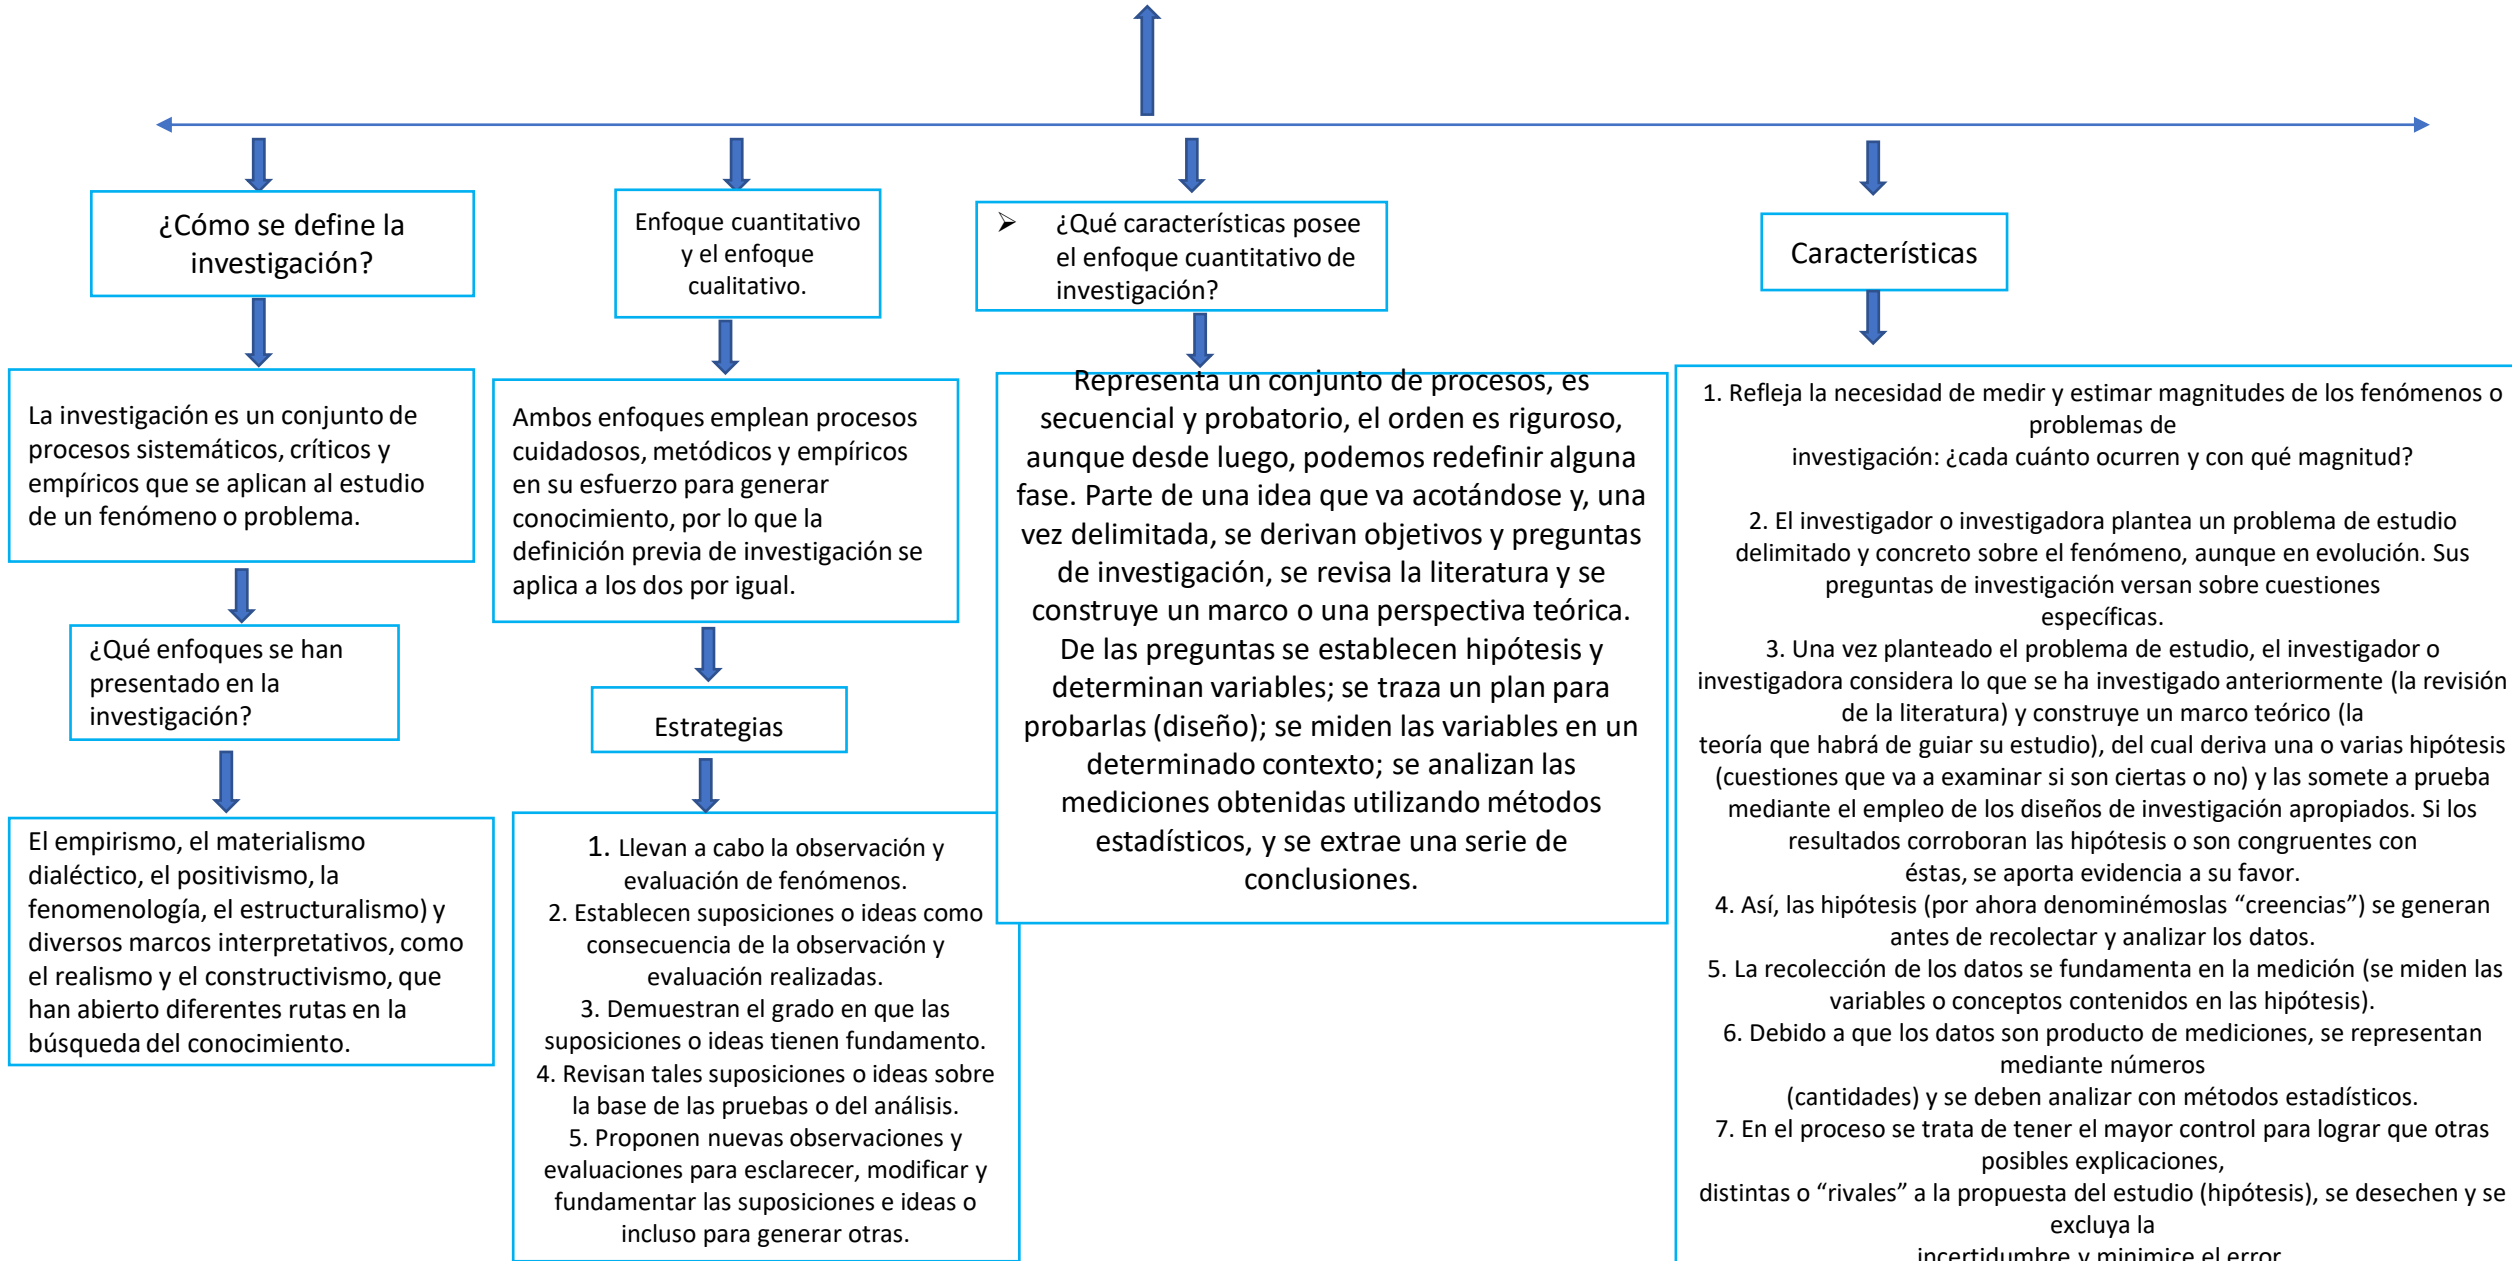 ¿Cómo se define la
investigación?
La investigación es un conjunto de
procesos sistemáticos, críticos y
empíricos que se aplican al estudio
de un fenómeno o problema.
¿Qué enfoques se han
presentado en la
investigación?
El empirismo, el materialismo
dialéctico, el positivismo, la
fenomenología, el estructuralismo) y
diversos marcos interpretativos, como
el realismo y el constructivismo, que
han abierto diferentes rutas en la
búsqueda del conocimiento.
Enfoque cuantitativo
y el enfoque
cualitativo.
Ambos enfoques emplean procesos
cuidadosos, metódicos y empíricos
en su esfuerzo para generar
conocimiento, por lo que la
definición previa de investigación se
aplica a los dos por igual.
Estrategias
1. Llevan a cabo la observación y
evaluación de fenómenos.
2. Establecen suposiciones o ideas como
consecuencia de la observación y
evaluación realizadas.
3. Demuestran el grado en que las
suposiciones o ideas tienen fundamento.
4. Revisan tales suposiciones o ideas sobre
la base de las pruebas o del análisis.
5. Proponen nuevas observaciones y
evaluaciones para esclarecer, modificar y
fundamentar las suposiciones e ideas o
incluso para generar otras.
➢ ¿Qué características posee
el enfoque cuantitativo de
investigación?
Representa un conjunto de procesos, es
secuencial y probatorio, el orden es riguroso,
aunque desde luego, podemos redefinir alguna
fase. Parte de una idea que va acotándose y, una
vez delimitada, se derivan objetivos y preguntas
de investigación, se revisa la literatura y se
construye un marco o una perspectiva teórica.
De las preguntas se establecen hipótesis y
determinan variables; se traza un plan para
probarlas (diseño); se miden las variables en un
determinado contexto; se analizan las
mediciones obtenidas utilizando métodos
estadísticos, y se extrae una serie de
conclusiones.
Características
1. Refleja la necesidad de medir y estimar magnitudes de los fenómenos o
problemas de
investigación: ¿cada cuánto ocurren y con qué magnitud?
2. El investigador o investigadora plantea un problema de estudio
delimitado y concreto sobre el fenómeno, aunque en evolución. Sus
preguntas de investigación versan sobre cuestiones
específicas.
3. Una vez planteado el problema de estudio, el investigador o
investigadora considera lo que se ha investigado anteriormente (la revisión
de la literatura) y construye un marco teórico (la
teoría que habrá de guiar su estudio), del cual deriva una o varias hipótesis
(cuestiones que va a examinar si son ciertas o no) y las somete a prueba
mediante el empleo de los diseños de investigación apropiados. Si los
resultados corroboran las hipótesis o son congruentes con
éstas, se aporta evidencia a su favor.
4. Así, las hipótesis (por ahora denominémoslas “creencias”) se generan
antes de recolectar y analizar los datos.
5. La recolección de los datos se fundamenta en la medición (se miden las
variables o conceptos contenidos en las hipótesis).
6. Debido a que los datos son producto de mediciones, se representan
mediante números
(cantidades) y se deben analizar con métodos estadísticos.
7. En el proceso se trata de tener el mayor control para lograr que otras
posibles explicaciones,
distintas o “rivales” a la propuesta del estudio (hipótesis), se desechen y se
excluya la
incertidumbre y minimice el error